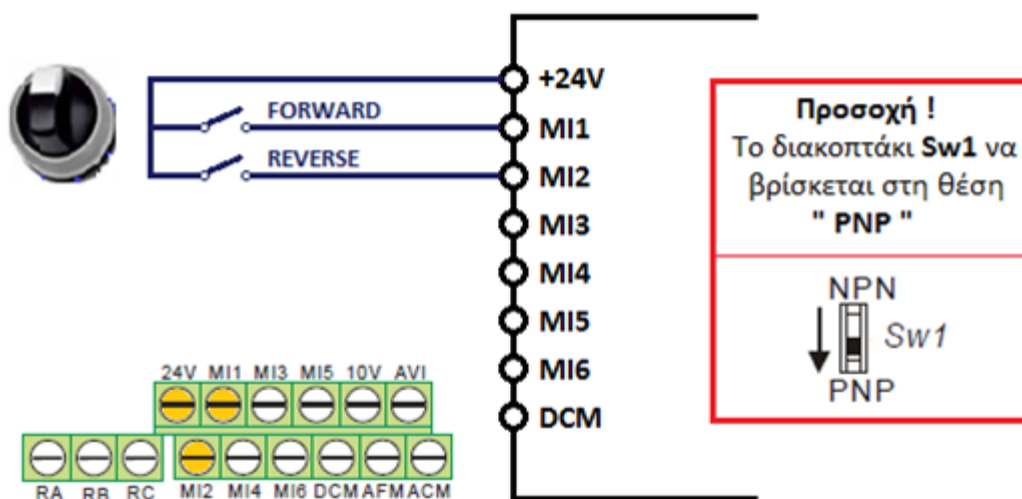 +24V
FORWARD
MI1
REVERSE
MI2
MI3
MI4
MI5
MI6
DCM
Προσοχή !
Το διακοπτάκι Sw1 να
βρίσκεται στη θέση
" PNP "
NPN
Sw1
PNP
24V MI1 MI3 MI5 10V AVI
RA RB RC MI2 MI4 MI6 DCM AFM ACM